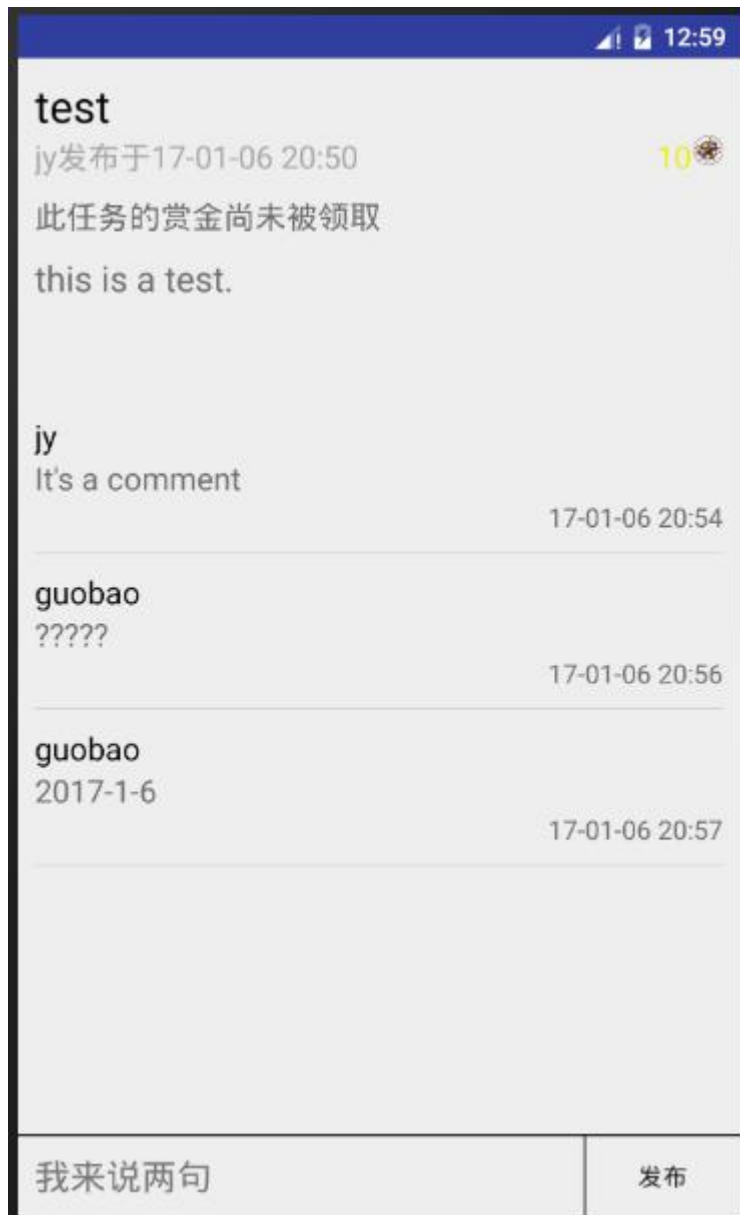 12:59
test
jy发布于17-01-06 20:50 10
此任务的赏金尚未被领取
this is a test.
jy
It's a comment
17-01-06 20:54
guobao
?????
17-01-06 20:56
guobao
2017-1-6
17-01-06 20:57
我来说两句 发布